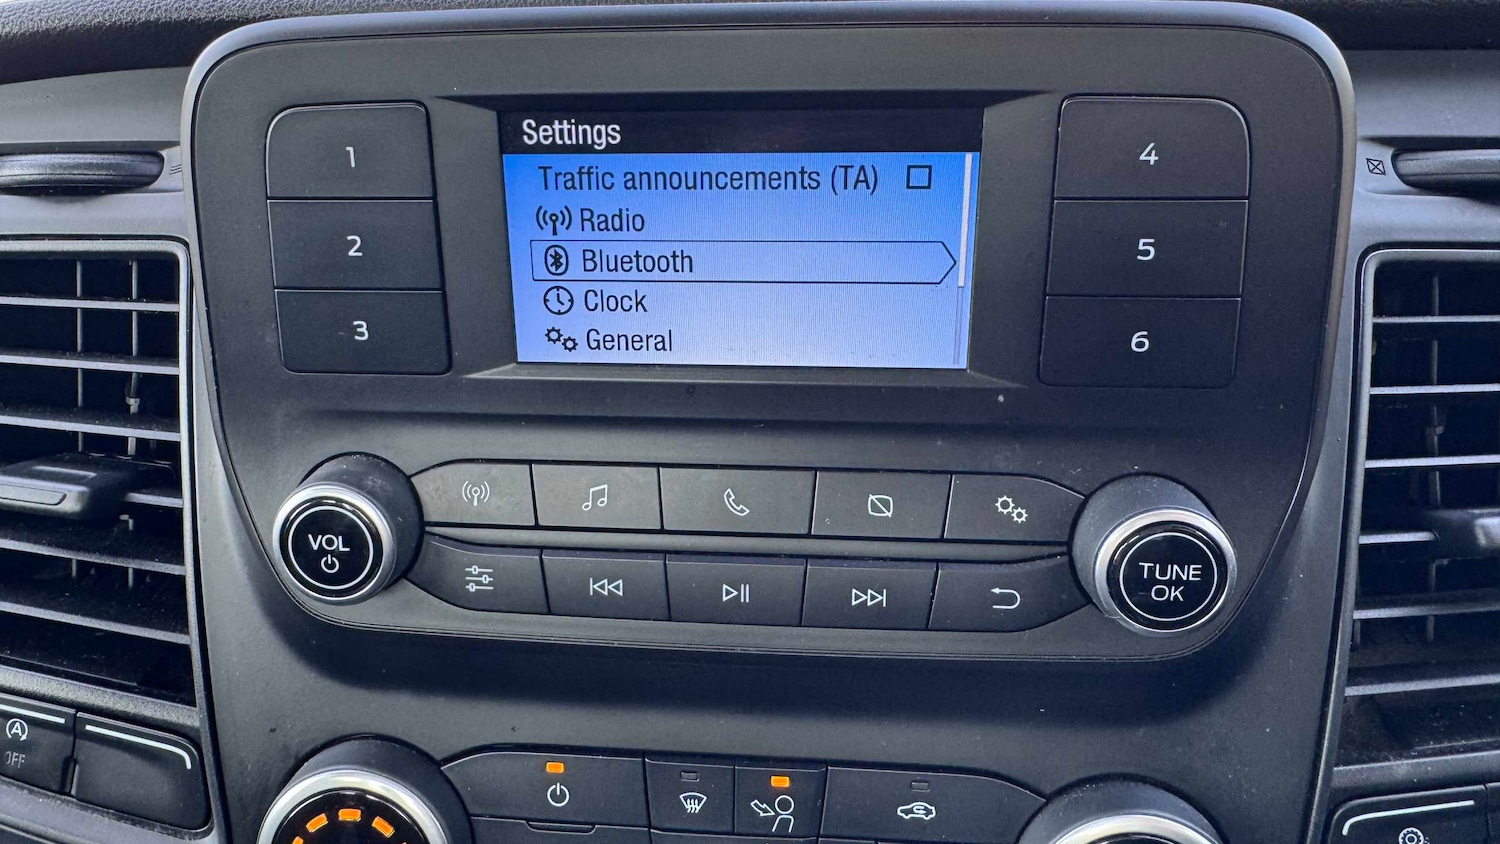 Settings
Traffic announcements (TA)
Radio
Bluetooth
Clock
General
1
2
3
4
5
6
VOL
TUNE
OK
A
OFF